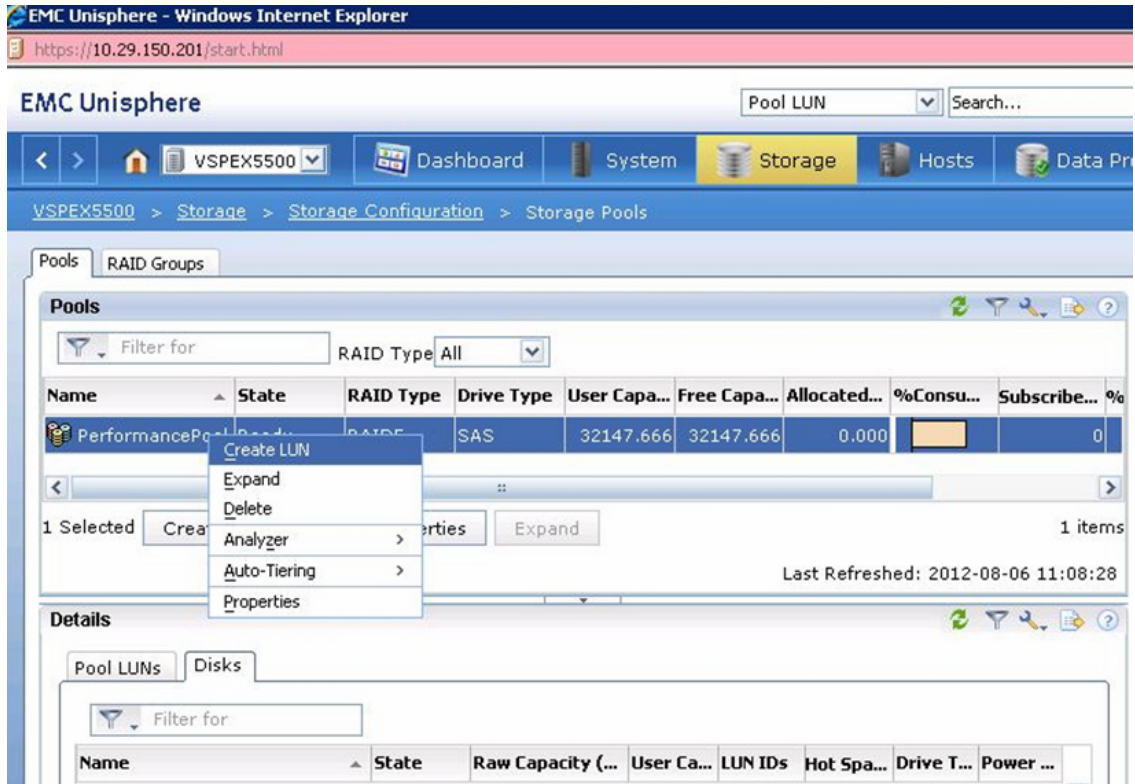 EMC Unisphere - Windows Internet Explorer
https://10.29.150.201/start.html
EMC Unisphere
Pool LUN
Search...
VSPEX5500
Dashboard
System
Storage
Hosts
Data Pr
VSPEX5500 > Storage > Storage Configuration > Storage Pools
Pools
RAID Groups
Pools
Filter for
RAID Type All
Name State RAID Type Drive Type User Capa... Free Capa... Allocated... %Consu... Subscribe... %
PerformancePool SAS 32147.666 32147.666 0.000 0
Create LUN
Expand
Delete
Analyzer
Auto-Tiering
Properties
1 Selected Crea erties Expand 1 items
Last Refreshed: 2012-08-06 11:08:28
Details
Pool LUNs
Disks
Filter for
Name State Raw Capacity (... User Ca... LUN IDs Hot Spa... Drive T... Power ...